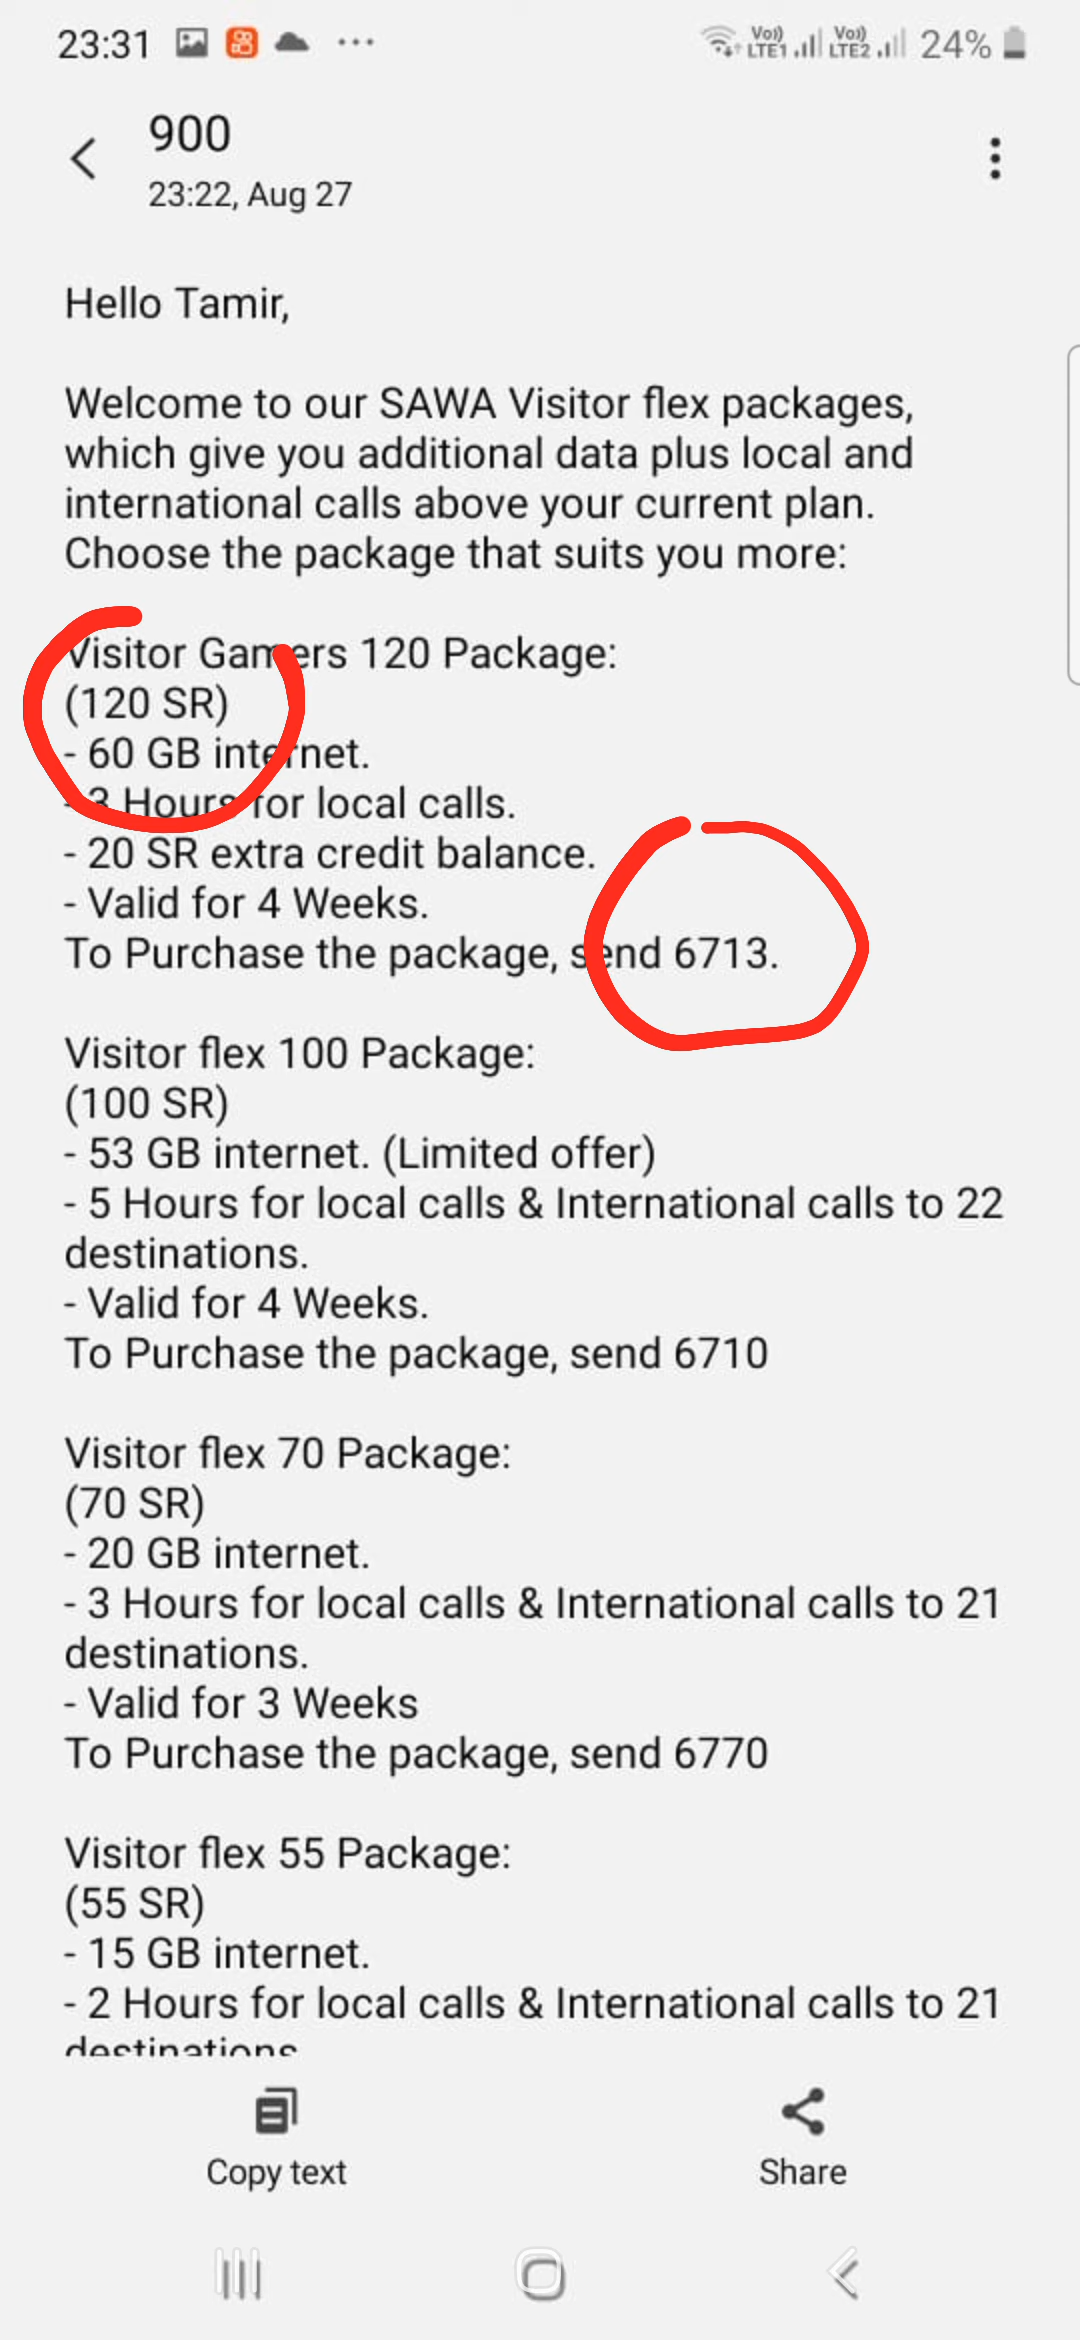 23:31
Vo) LTE1 Vo) LTE2 24%
900
23:22, Aug 27
Hello Tamir,
Welcome to our SAWA Visitor flex packages,
which give you additional data plus local and
international calls above your current plan.
Choose the package that suits you more:
Visitor Gamers 120 Package:
(120 SR)
- 60 GB internet.
- 3 Hours for local calls.
- 20 SR extra credit balance.
- Valid for 4 Weeks.
To Purchase the package, send 6713.
Visitor flex 100 Package:
(100 SR)
- 53 GB internet. (Limited offer)
- 5 Hours for local calls & International calls to 22
destinations.
- Valid for 4 Weeks.
To Purchase the package, send 6710
Visitor flex 70 Package:
(70 SR)
- 20 GB internet.
- 3 Hours for local calls & International calls to 21
destinations.
- Valid for 3 Weeks
To Purchase the package, send 6770
Visitor flex 55 Package:
(55 SR)
- 15 GB internet.
- 2 Hours for local calls & International calls to 21
destinations
Copy text
Share